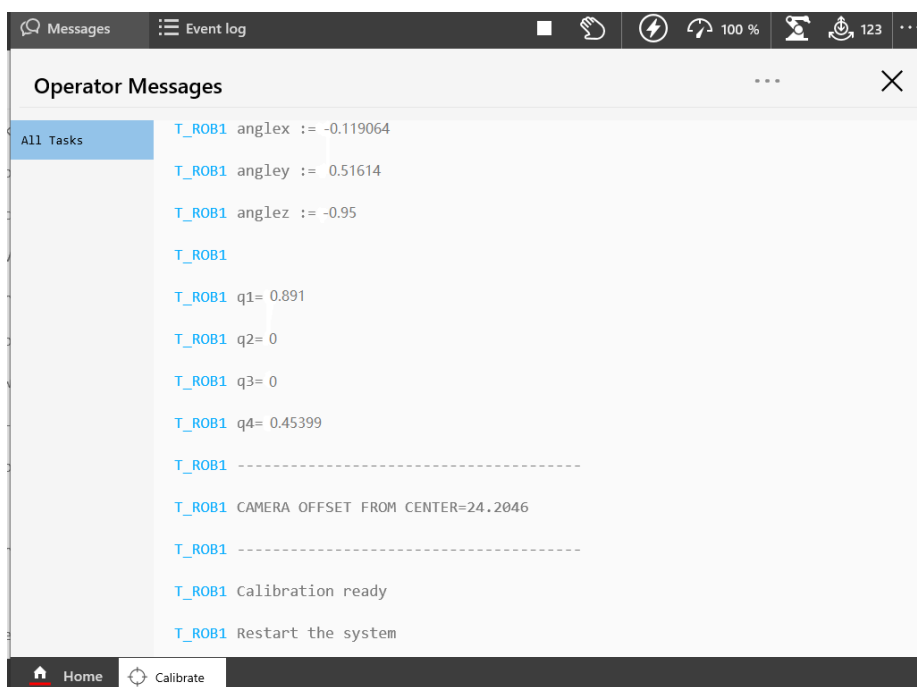 Messages Event log 100 % 123
Operator Messages
All Tasks
T_ROB1 anglex := -0.119064
T_ROB1 angley := 0.51614
T_ROB1 anglez := -0.95
T_ROB1
T_ROB1 q1= 0.891
T_ROB1 q2= 0
T_ROB1 q3= 0
T_ROB1 q4= 0.45399
T_ROB1 ---------------------------------------
T_ROB1 CAMERA OFFSET FROM CENTER=24.2046
T_ROB1 ---------------------------------------
T_ROB1 Calibration ready
T_ROB1 Restart the system
Home Calibrate